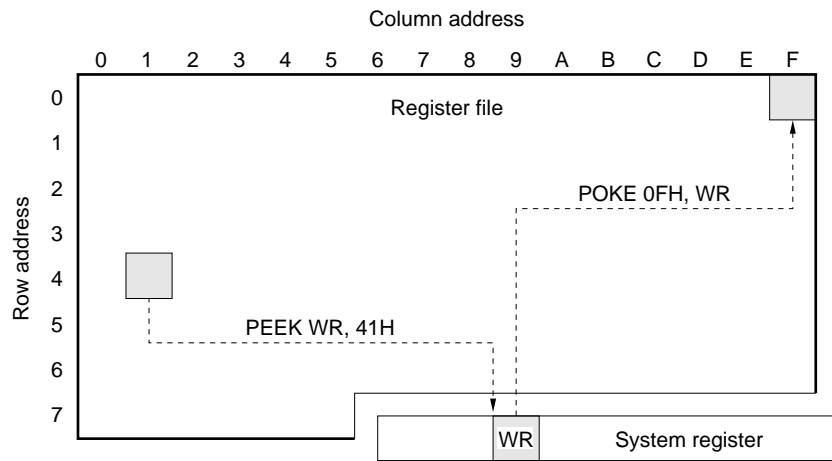 Column address
0 1 2 3 4 5 6 7 8 9 A B C D E F
Row address
0
1
2
3
4
5
6
7
Register file
POKE 0FH, WR
PEEK WR, 41H
WR
System register